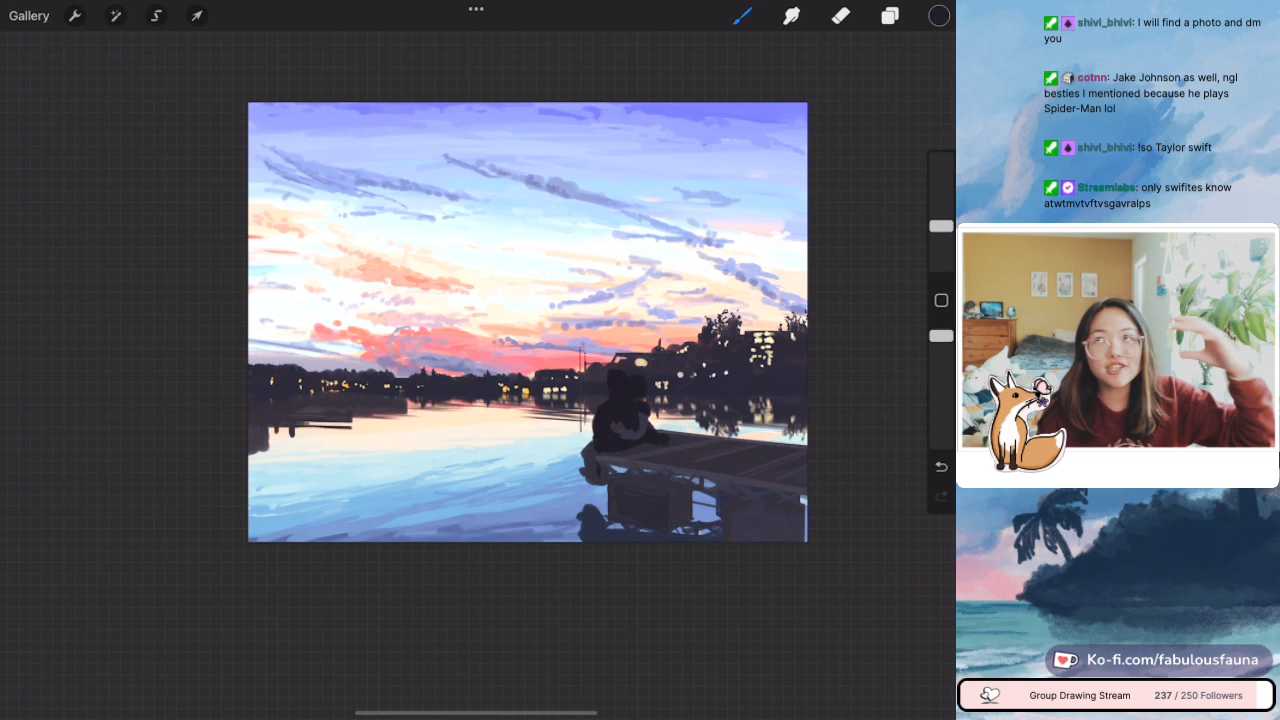 Gallery
shivi_bhivi: I will find a photo and dm
you
cotnn: Jake Johnson as well, ngl
besties I mentioned because he plays
Spider-Man lol
shivi_bhivi: !so Taylor swift
Streamlabs: only swifites know
atwtmvtvftvsgavralps
Ko-fi.com/fabulousfauna
Group Drawing Stream 237 / 250 Followers